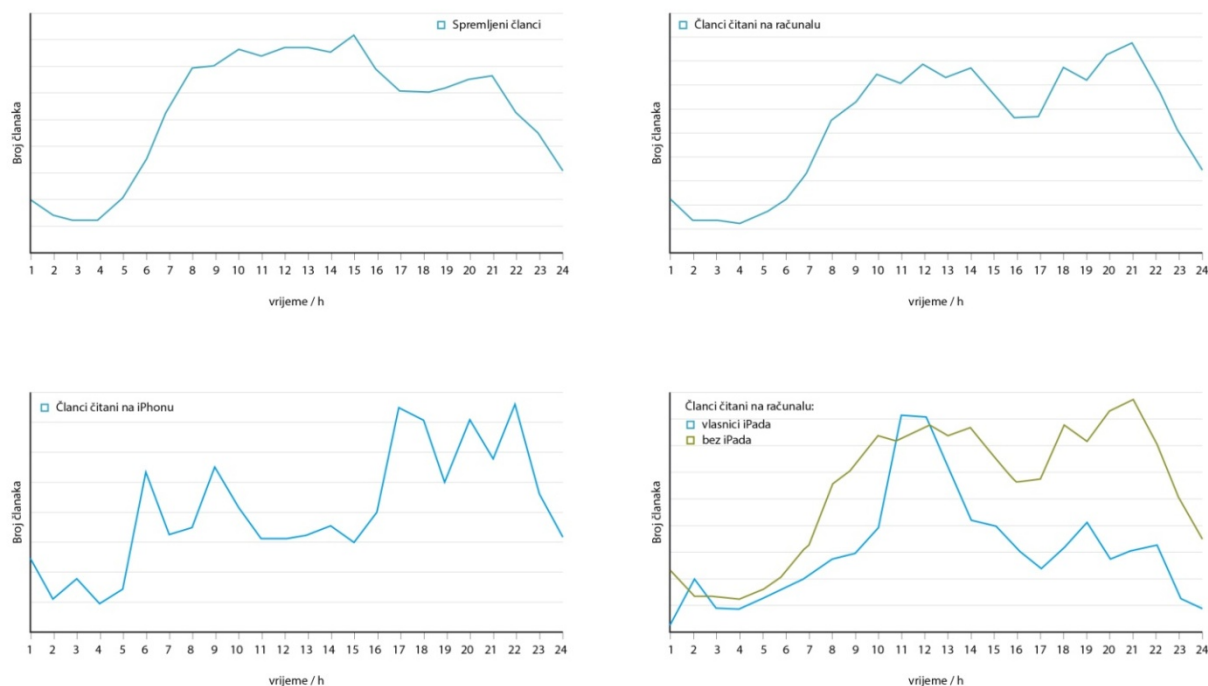 Spremljeni članci
Broj članaka
1 2 3 4 5 6 7 8 9 10 11 12 13 14 15 16 17 18 19 20 21 22 23 24
vrijeme / h
Članci čitani na računalu
Broj članaka
1 2 3 4 5 6 7 8 9 10 11 12 13 14 15 16 17 18 19 20 21 22 23 24
vrijeme / h
Članci čitani na iPhonu
Broj članaka
1 2 3 4 5 6 7 8 9 10 11 12 13 14 15 16 17 18 19 20 21 22 23 24
vrijeme / h
Članci čitani na računalu:
vlasnici iPada
bez iPada
Broj članaka
1 2 3 4 5 6 7 8 9 10 11 12 13 14 15 16 17 18 19 20 21 22 23 24
vrijeme / h